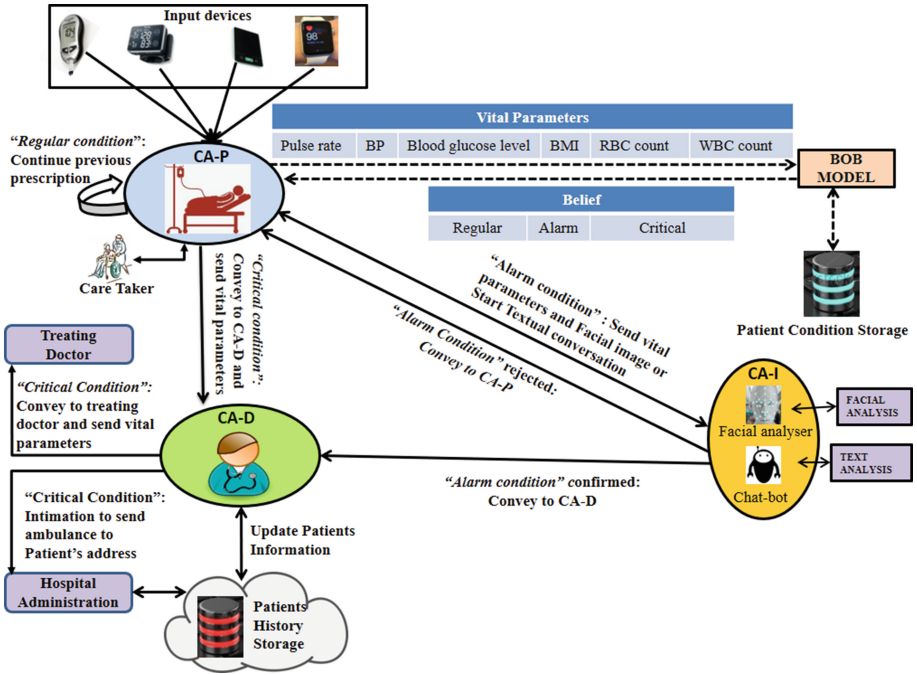 Input devices
“Regular condition”:
Continue previous
prescription
CA-P
Vital Parameters
Pulse rate BP Blood glucose level BMI RBC count WBC count
BOB
MODEL
Belief
Regular Alarm Critical
Patient Condition Storage
Care Taker
“Critical condition”:
Convey to CA-D and
send vital parameters
“Alarm condition” : Send vital
parameters and Facial image or
Start Textual conversation
“Alarm Condition” rejected:
Convey to CA-P
Treating
Doctor
“Critical Condition”:
Convey to treating
doctor and send vital
parameters
CA-D
CA-I
Facial analyser
Chat-bot
FACIAL
ANALYSIS
TEXT
ANALYSIS
“Alarm condition” confirmed:
Convey to CA-D
“Critical Condition”:
Intimation to send
ambulance to
Patient’s address
Update Patients
Information
Hospital
Administration
Patients
History
Storage
98